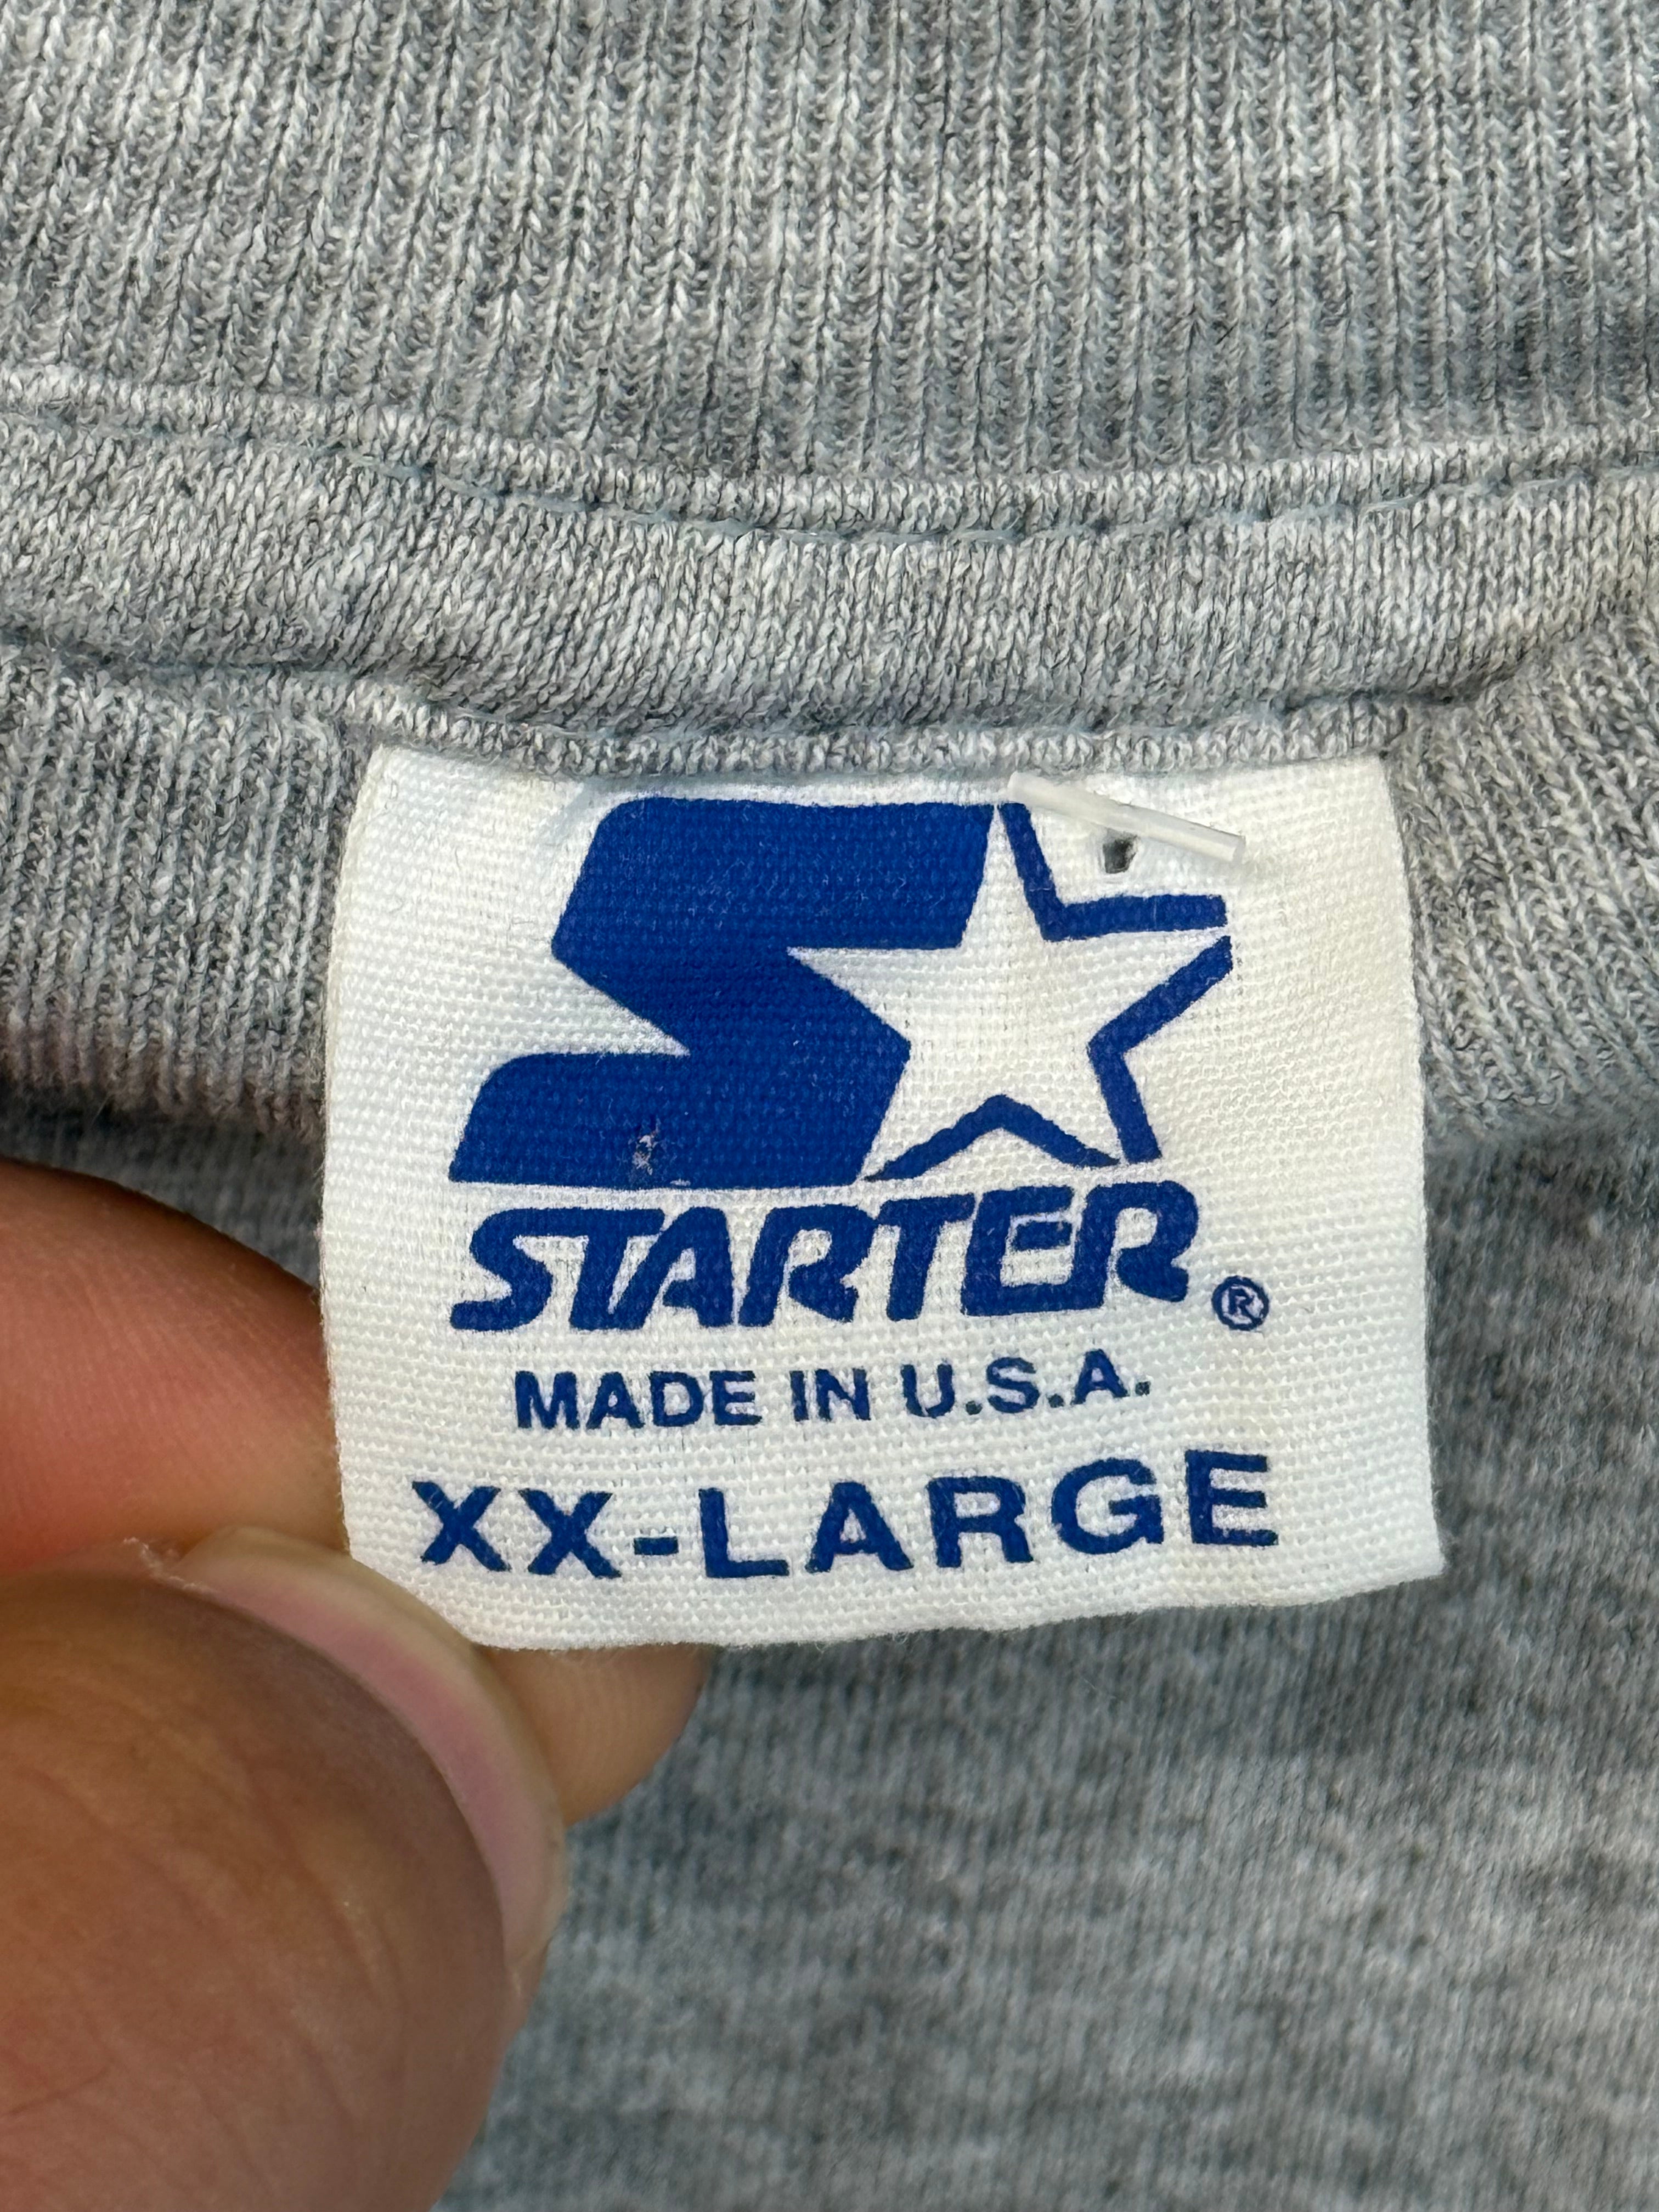 STARTER®
MADE IN U.S.A.
XX-LARGE